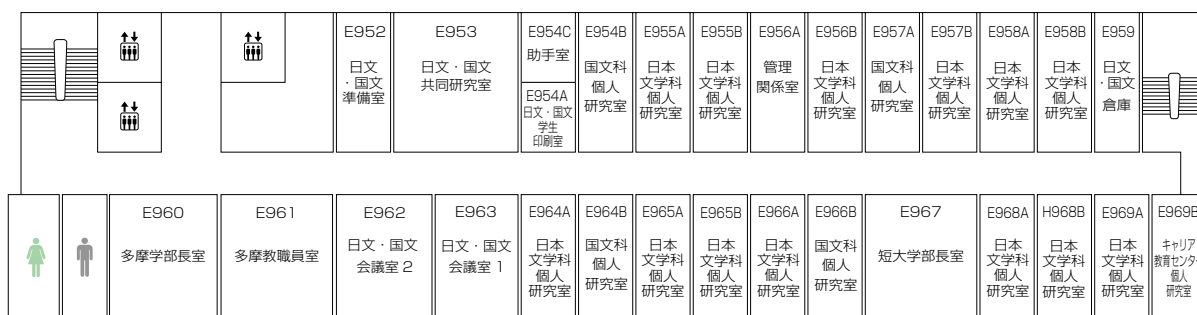 E952
日文
・国文
準備室
E953
日文・国文
共同研究室
E954C
助手室
E954A
日文・国文
学生
印刷室
E954B
国文科
個人
研究室
E955A
日本
文学科
個人
研究室
E955B
日本
文学科
個人
研究室
E956A
管理
関係室
E956B
日本
文学科
個人
研究室
E957A
国文科
個人
研究室
E957B
日本
文学科
個人
研究室
E958A
日本
文学科
個人
研究室
E958B
日本
文学科
個人
研究室
E959
日文
・国文
倉庫
E960
多摩学部長室
E961
多摩教職員室
E962
日文・国文
会議室 2
E963
日文・国文
会議室 1
E964A
日本
文学科
個人
研究室
E964B
国文科
個人
研究室
E965A
日本
文学科
個人
研究室
E965B
日本
文学科
個人
研究室
E966A
日本
文学科
個人
研究室
E966B
国文科
個人
研究室
E967
短大学部長室
E968A
日本
文学科
個人
研究室
H968B
日本
文学科
個人
研究室
E969A
日本
文学科
個人
研究室
E969B
キャリア
教育センター
個人
研究室